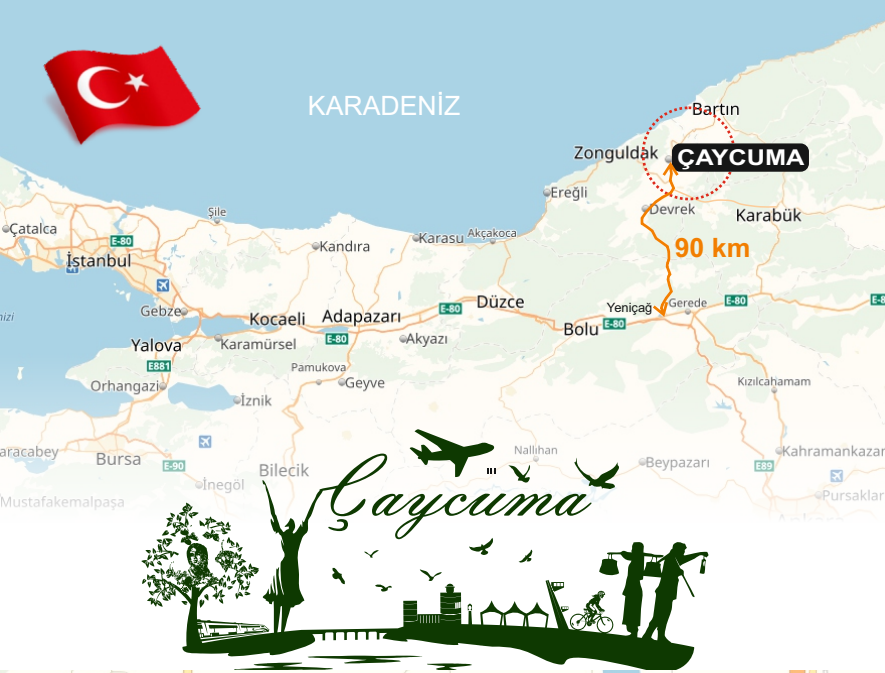 KARADENİZ
Bartın
Zonguldak
ÇAYCUMA
Ereğli
Devrek
Şile
Karabük
Çatalca
Kandıra
Karasu
Akçakoca
E-80
90 km
İstanbul
Gebze
Kocaeli
Adapazarı
E-80
Düzce
Yeniçağ
Gerede
E-80
E-8
Bolu
E-80
Yalova
Karamürsel
E-80
Akyazı
E881
Pamukova
Orhangazi
Geyve
Kızılcahamam
İznik
aracabey
Bursa
E-90
Bilecik
Nallıhan
Beypazarı
E89
Kahramankazan
İnegöl
Mustafakemalpaşa
Pursaklar
Çaycuma